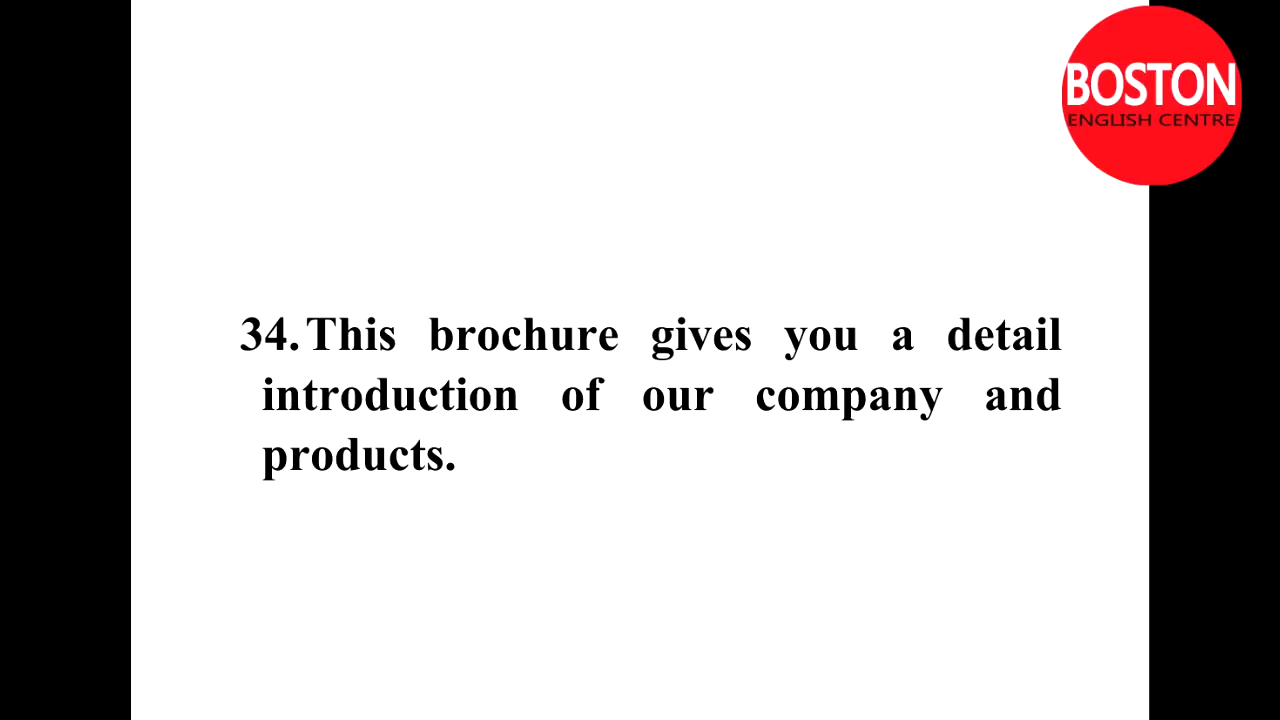 BOSTON
ENGLISH CENTRE
34. This brochure gives you a detail
introduction of our company and
products.